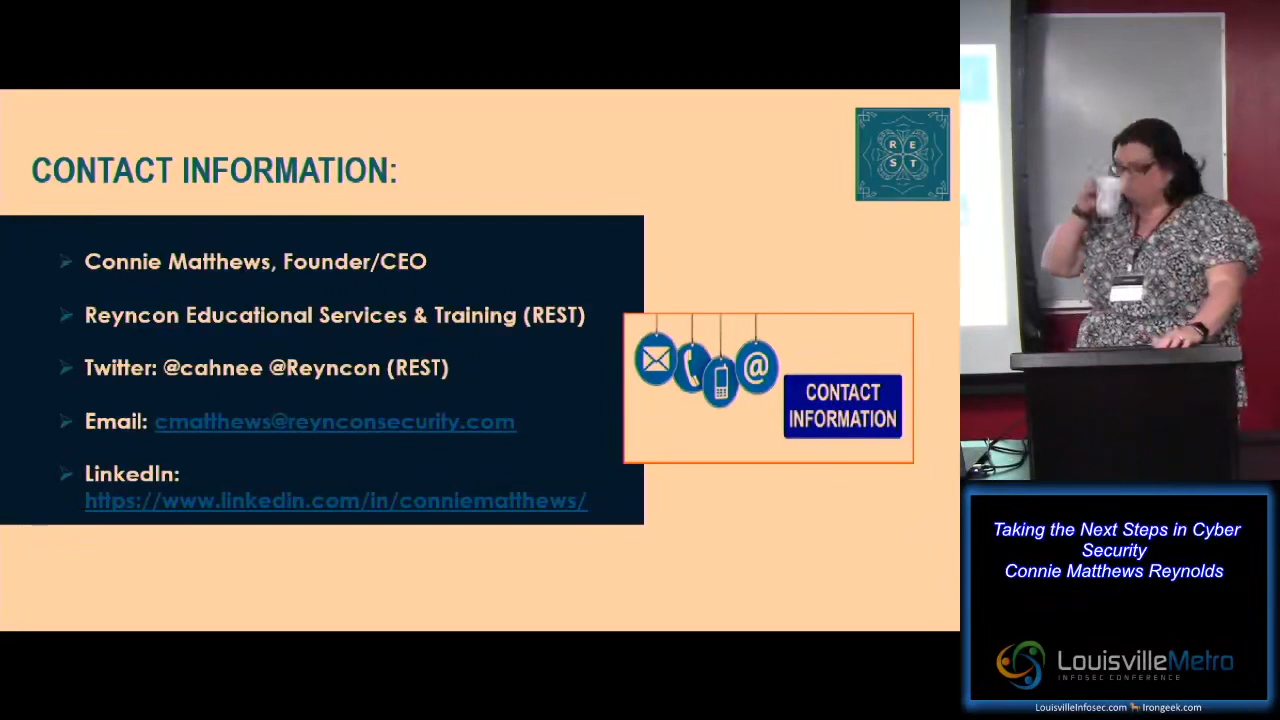 CONTACT INFORMATION:
R E
S T
Connie Matthews, Founder/CEO
Reyncon Educational Services & Training (REST)
Twitter: @cahnee @Reyncon (REST)
Email: cmatthews@reynconsecurity.com
LinkedIn:
https://www.linkedin.com/in/conniematthews/
@
CONTACT
INFORMATION
Taking the Next Steps in Cyber
Security
Connie Matthews Reynolds
LouisvilleMetro
INFOSEC CONFERENCE
LouisvilleInfosec.com Irongeek.com